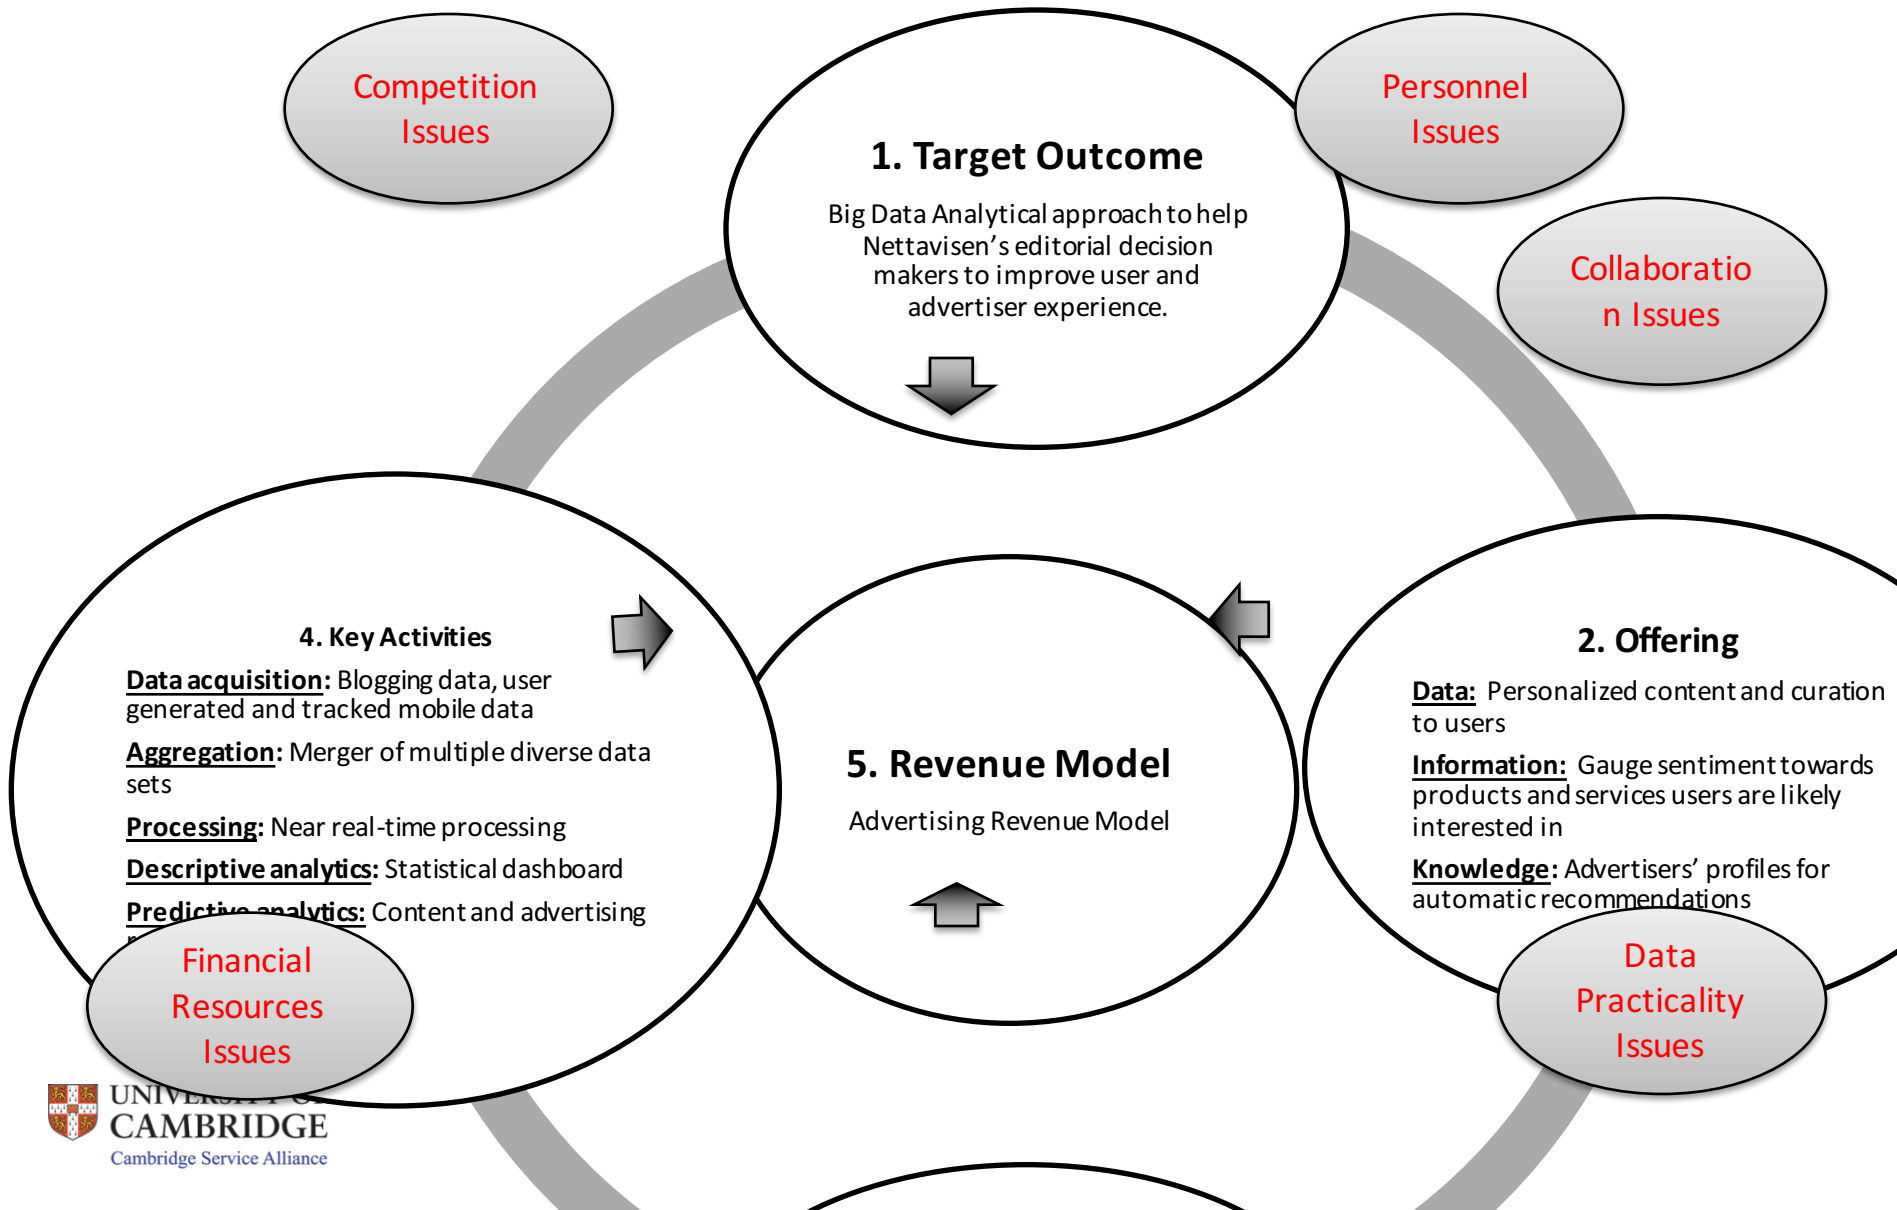 Competition
Issues
Personnel
Issues
1. Target Outcome
Big Data Analytical approach to help
Nettavisen’s editorial decision
makers to improve user and
advertiser experience.
Collaboratio
n Issues
4. Key Activities
Data acquisition: Blogging data, user
generated and tracked mobile data
Aggregation: Merger of multiple diverse data
sets
Processing: Near real-time processing
Descriptive analytics: Statistical dashboard
Predictive analytics: Content and advertising
5. Revenue Model
Advertising Revenue Model
2. Offering
Data: Personalized content and curation
to users
Information: Gauge sentiment towards
products and services users are likely
interested in
Knowledge: Advertisers’ profiles for
automatic recommendations
Financial
Resources
Issues
Data
Practicality
Issues
UNIVERSITY OF
CAMBRIDGE
Cambridge Service Alliance